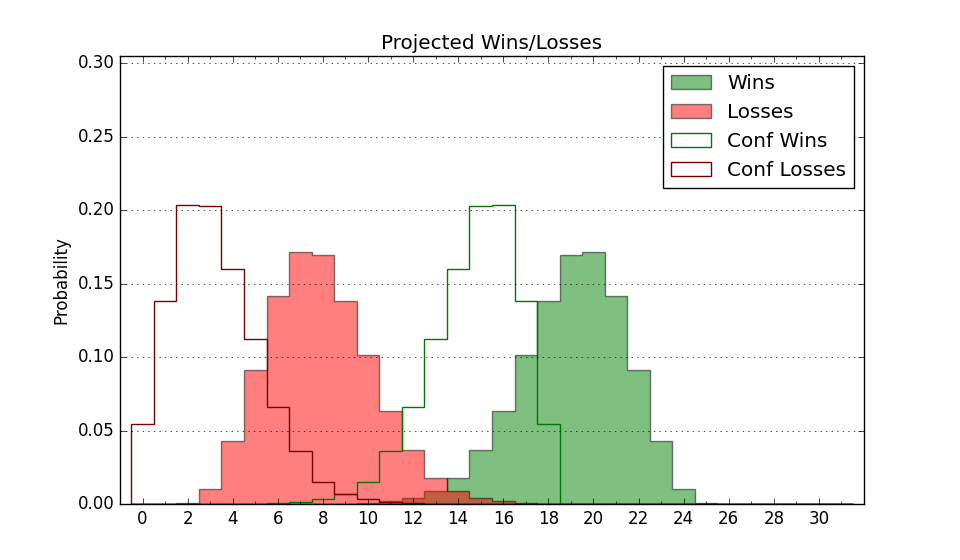 Projected Wins/Losses
0.30
0.25
0.20
0.15
0.10
0.05
0.00
Probability
Wins
Losses
Conf Wins
Conf Losses
0 2 4 6 8 10 12 14 16 18 20 22 24 26 28 30